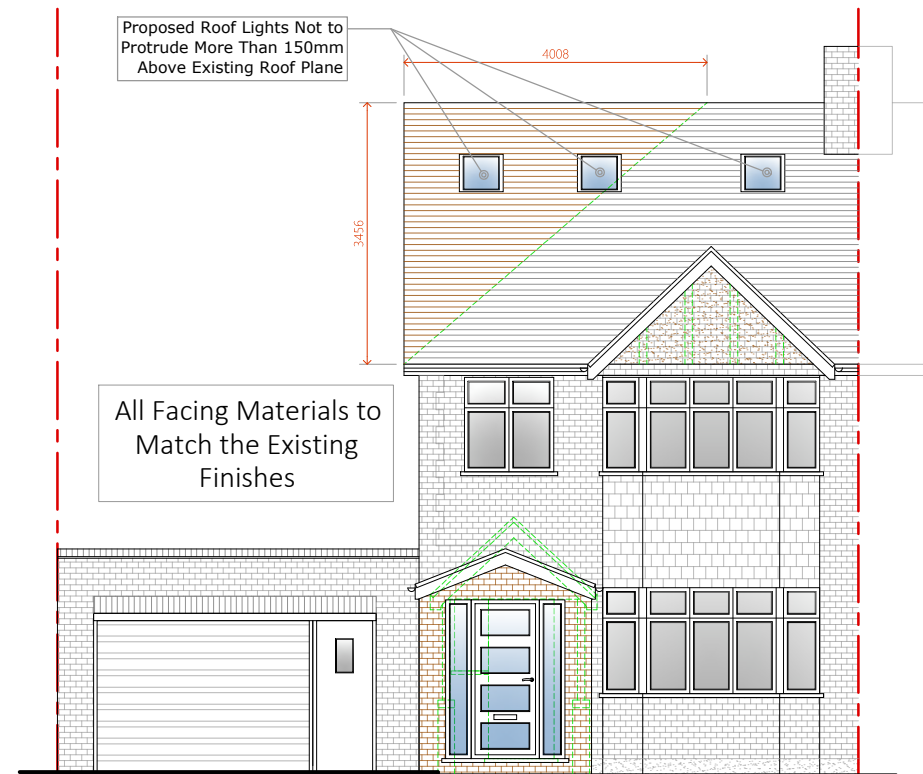 Proposed Roof Lights Not to
Protrude More Than 150mm
Above Existing Roof Plane
4008
3456
All Facing Materials to
Match the Existing
Finishes